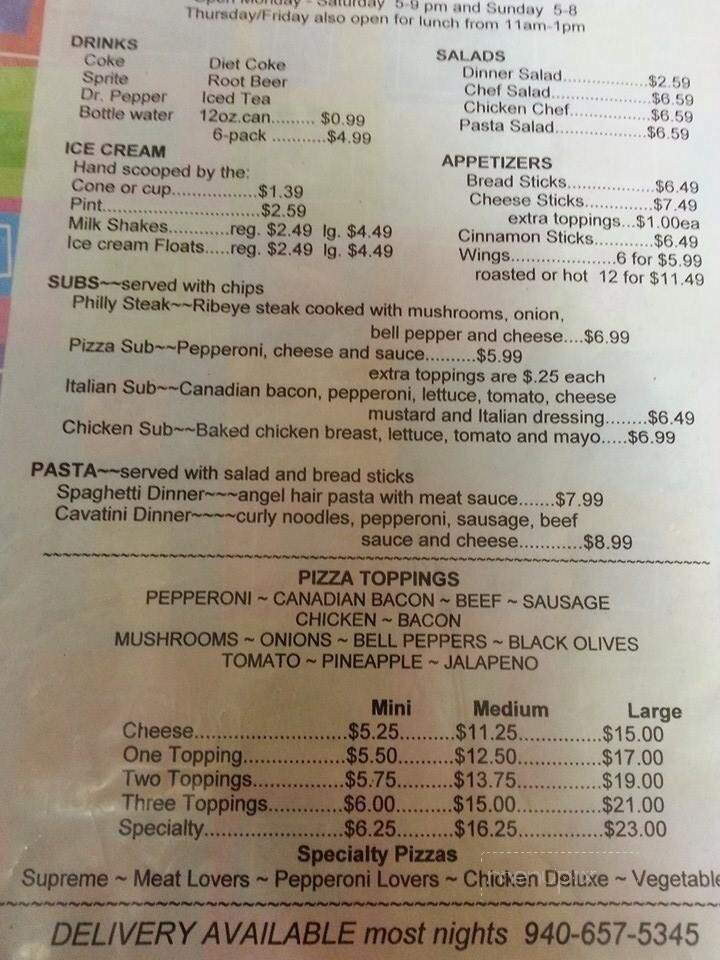 Open Monday - Saturday 5-9 pm and Sunday 5-8
Thursday/Friday also open for lunch from 11am-1pm
DRINKS
Coke Diet Coke
Sprite Root Beer
Dr. Pepper Iced Tea
Bottle water 12oz.can......... $0.99
6-pack ...........$4.99
ICE CREAM
Hand scooped by the:
Cone or cup..................$1.39
Pint.................................$2.59
Milk Shakes............reg. $2.49 lg. $4.49
Ice cream Floats.....reg. $2.49 lg. $4.49
SALADS
Dinner Salad....................$2.59
Chef Salad.......................$6.59
Chicken Chef...................$6.59
Pasta Salad.....................$6.59
APPETIZERS
Bread Sticks.....................$6.49
Cheese Sticks..................$7.49
extra toppings...$1.00ea
Cinnamon Sticks..............$6.49
Wings........................6 for $5.99
roasted or hot 12 for $11.49
SUBS~~served with chips
Philly Steak~~Ribeye steak cooked with mushrooms, onion,
bell pepper and cheese....$6.99
Pizza Sub~~Pepperoni, cheese and sauce..........$5.99
extra toppings are $.25 each
Italian Sub~~Canadian bacon, pepperoni, lettuce, tomato, cheese
mustard and Italian dressing........$6.49
Chicken Sub~~Baked chicken breast, lettuce, tomato and mayo.....$6.99
PASTA~~served with salad and bread sticks
Spaghetti Dinner~~~angel hair pasta with meat sauce.......$7.99
Cavatini Dinner~~~~curly noodles, pepperoni, sausage, beef
sauce and cheese............$8.99
PIZZA TOPPINGS
PEPPERONI ~ CANADIAN BACON ~ BEEF ~ SAUSAGE
CHICKEN ~ BACON
MUSHROOMS ~ ONIONS ~ BELL PEPPERS ~ BLACK OLIVES
TOMATO ~ PINEAPPLE ~ JALAPENO
Mini Medium Large
Cheese...........................$5.25..........$11.25...............$15.00
One Topping..................$5.50..........$12.50...............$17.00
Two Toppings................$5.75..........$13.75...............$19.00
Three Toppings..............$6.00..........$15.00...............$21.00
Specialty.........................$6.25..........$16.25...............$23.00
Specialty Pizzas
Supreme ~ Meat Lovers ~ Pepperoni Lovers ~ Chicken Deluxe ~ Vegetable
DELIVERY AVAILABLE most nights 940-657-5345